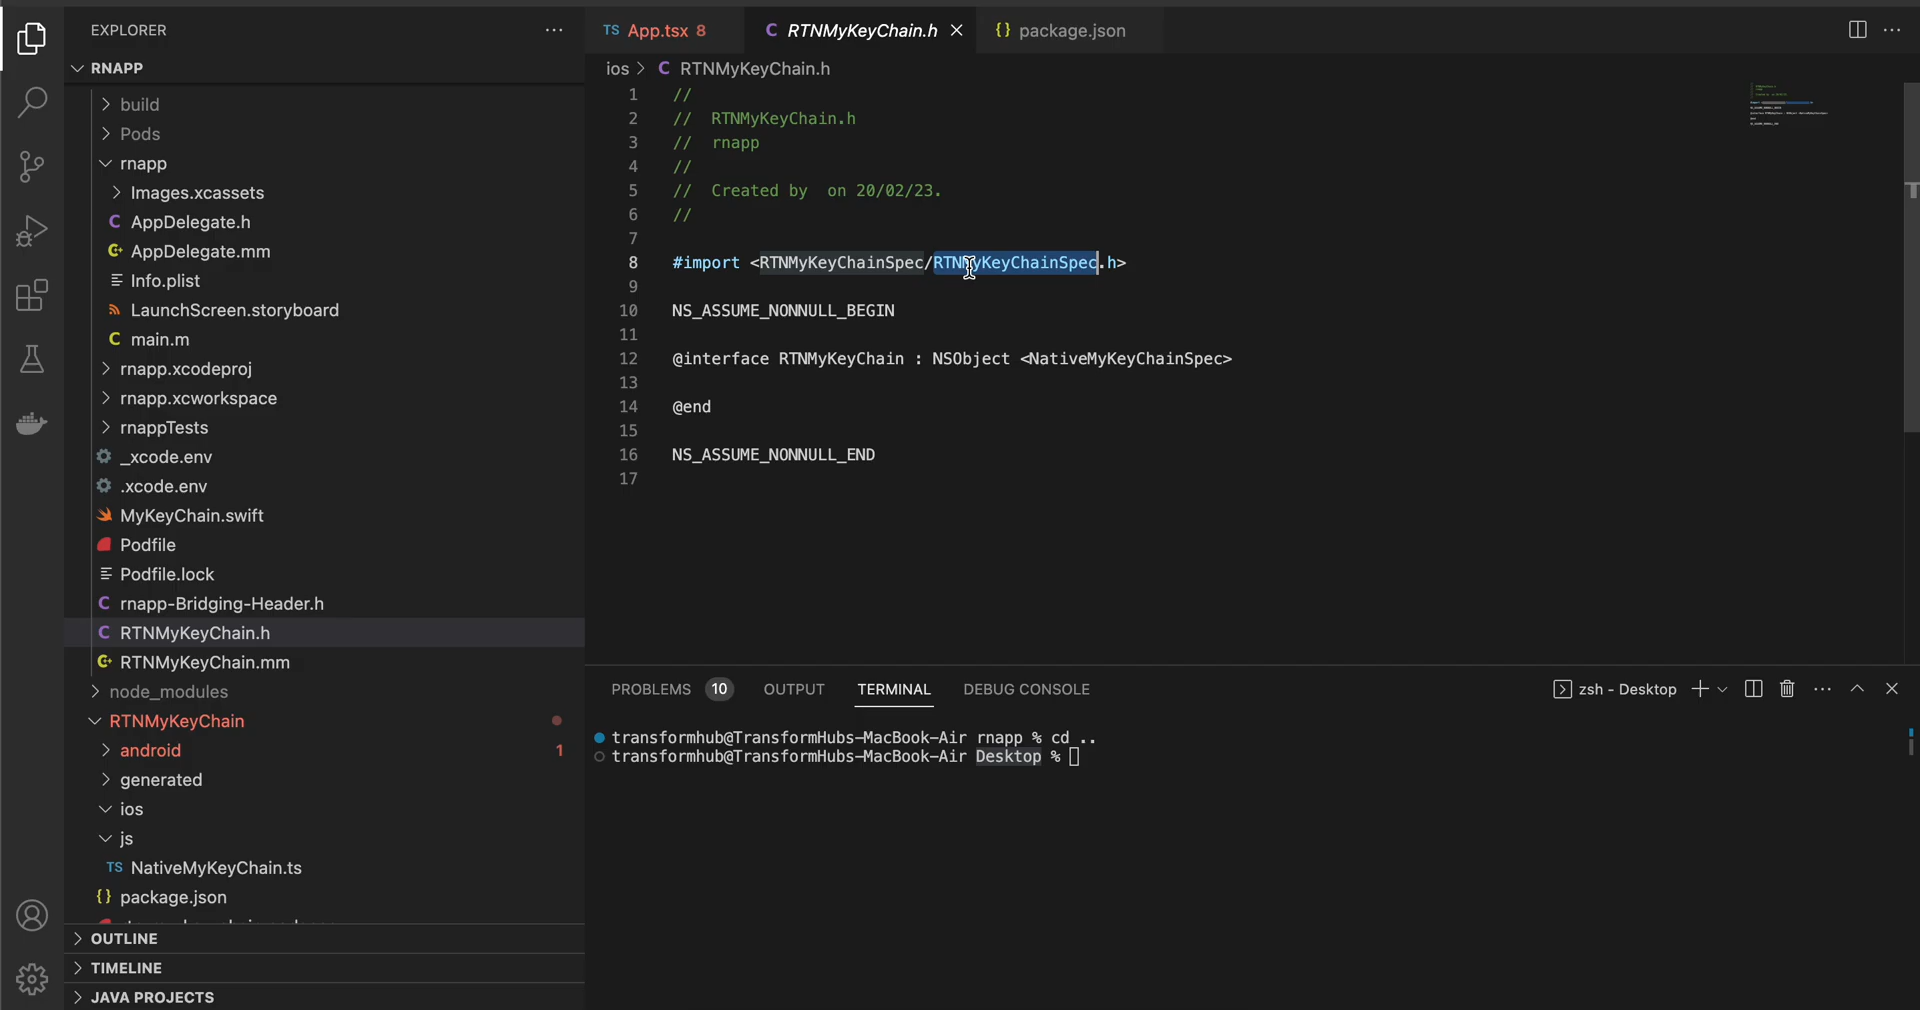 EXPLORER
RNAPP
build
Pods
rnapp
Images.xcassets
C AppDelegate.h
AppDelegate.mm
Info.plist
LaunchScreen.storyboard
C main.m
rnapp.xcodeproj
rnapp.xcworkspace
rnappTests
_xcode.env
.xcode.env
MyKeyChain.swift
Podfile
Podfile.lock
C rnapp-Bridging-Header.h
C RTNMyKeyChain.h
RTNMyKeyChain.mm
node_modules
RTNMyKeyChain
android 1
generated
ios
js
TS NativeMyKeyChain.ts
{} package.json
OUTLINE
TIMELINE
JAVA PROJECTS
TS App.tsx 8
C RTNMyKeyChain.h
{} package.json
ios > C RTNMyKeyChain.h
1 //
2 // RTNMyKeyChain.h
3 // rnapp
4 //
5 // Created by  on 20/02/23.
6 //
7
8 #import <RTNMyKeyChainSpec/RTNMyKeyChainSpec.h>
9
10 NS_ASSUME_NONNULL_BEGIN
11
12 @interface RTNMyKeyChain : NSObject <NativeMyKeyChainSpec>
13
14 @end
15
16 NS_ASSUME_NONNULL_END
17
PROBLEMS 10 OUTPUT TERMINAL DEBUG CONSOLE
zsh - Desktop
transformhub@TransformHubs-MacBook-Air rnapp % cd ..
transformhub@TransformHubs-MacBook-Air Desktop %